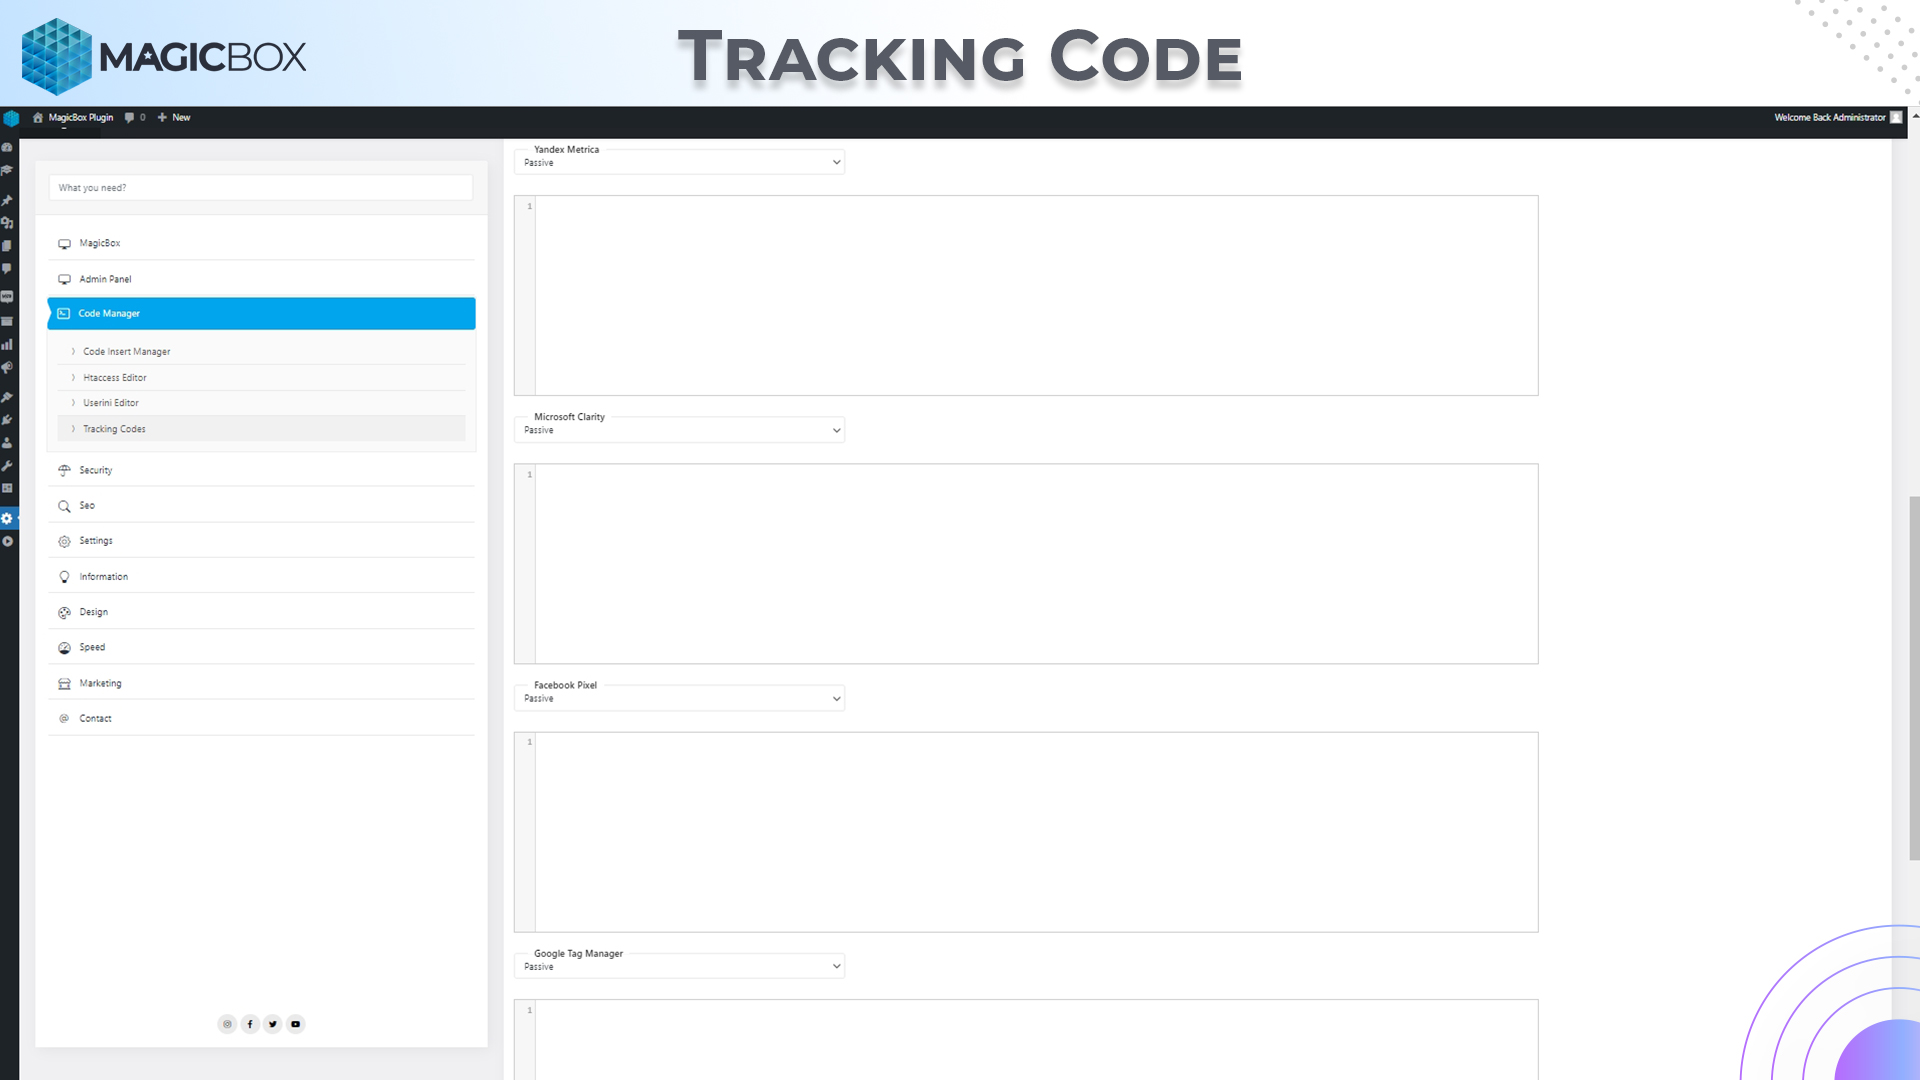 MAGICBOX
TRACKING CODE
MagicBox Plugin
0
New
Welcome Back Administrator
What you need?
MagicBox
Admin Panel
Code Manager
Code Insert Manager
Htaccess Editor
Userini Editor
Tracking Codes
Security
Seo
Settings
Information
Design
Speed
Marketing
Contact
Yandex Metrica
Passive
1
Microsoft Clarity
Passive
1
Facebook Pixel
Passive
1
Google Tag Manager
Passive
1